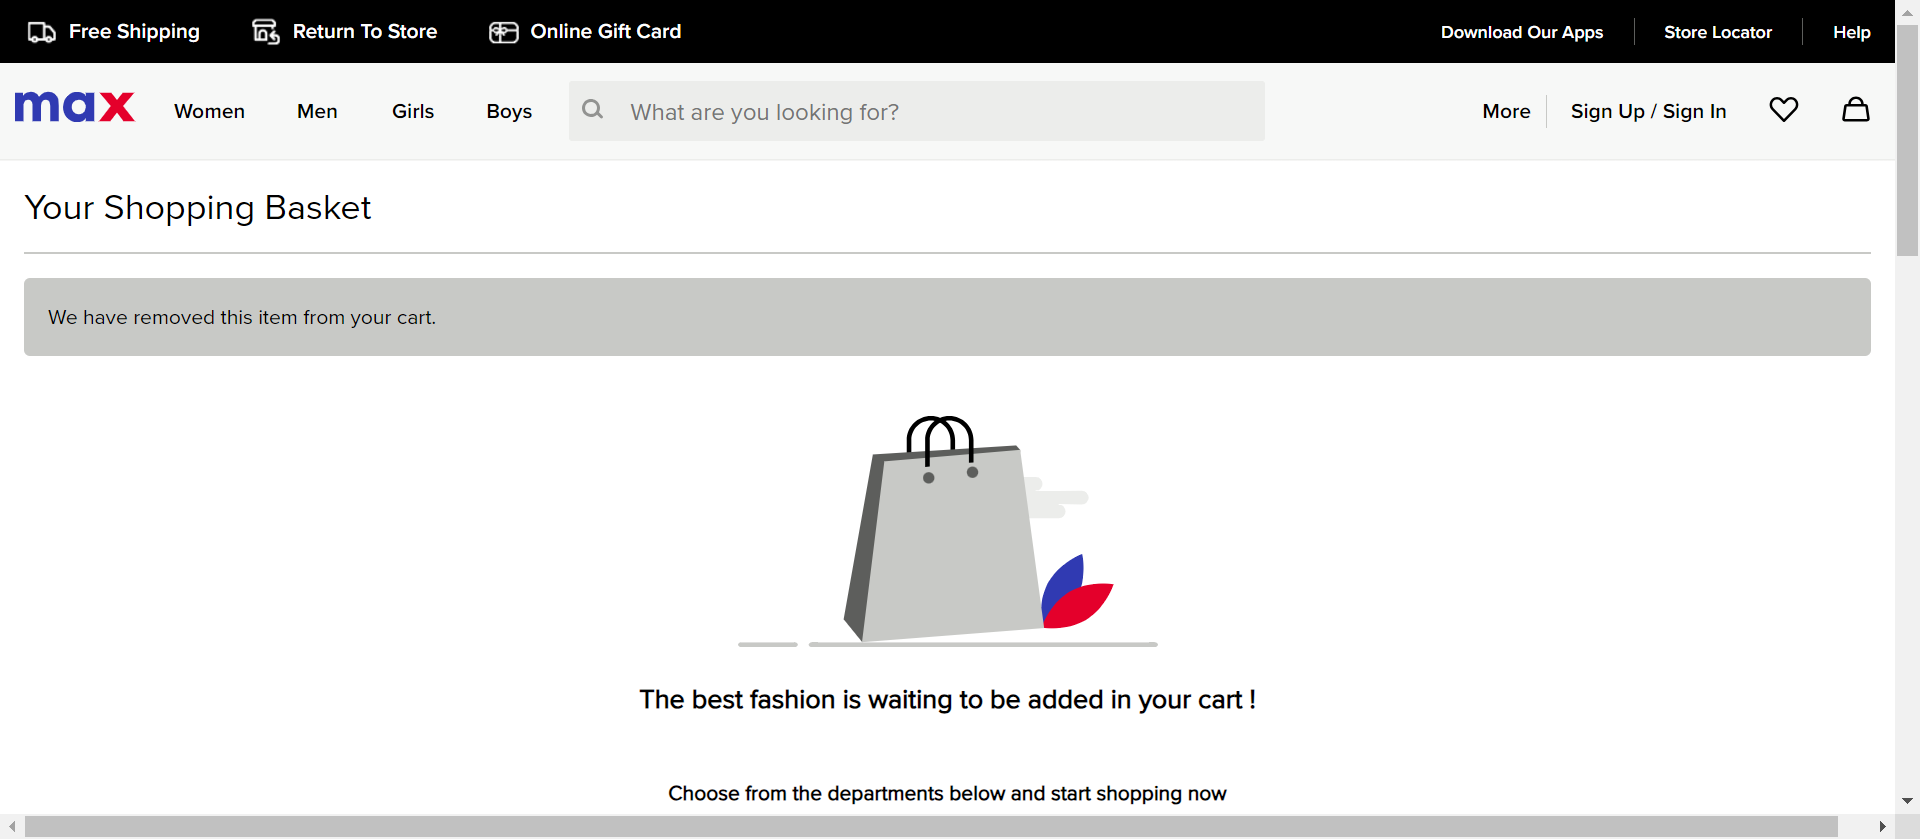 Free Shipping Return To Store Online Gift Card Download Our Apps Store Locator Help
max Women Men Girls Boys What are you looking for? More Sign Up / Sign In
Your Shopping Basket
We have removed this item from your cart.
The best fashion is waiting to be added in your cart !
Choose from the departments below and start shopping now